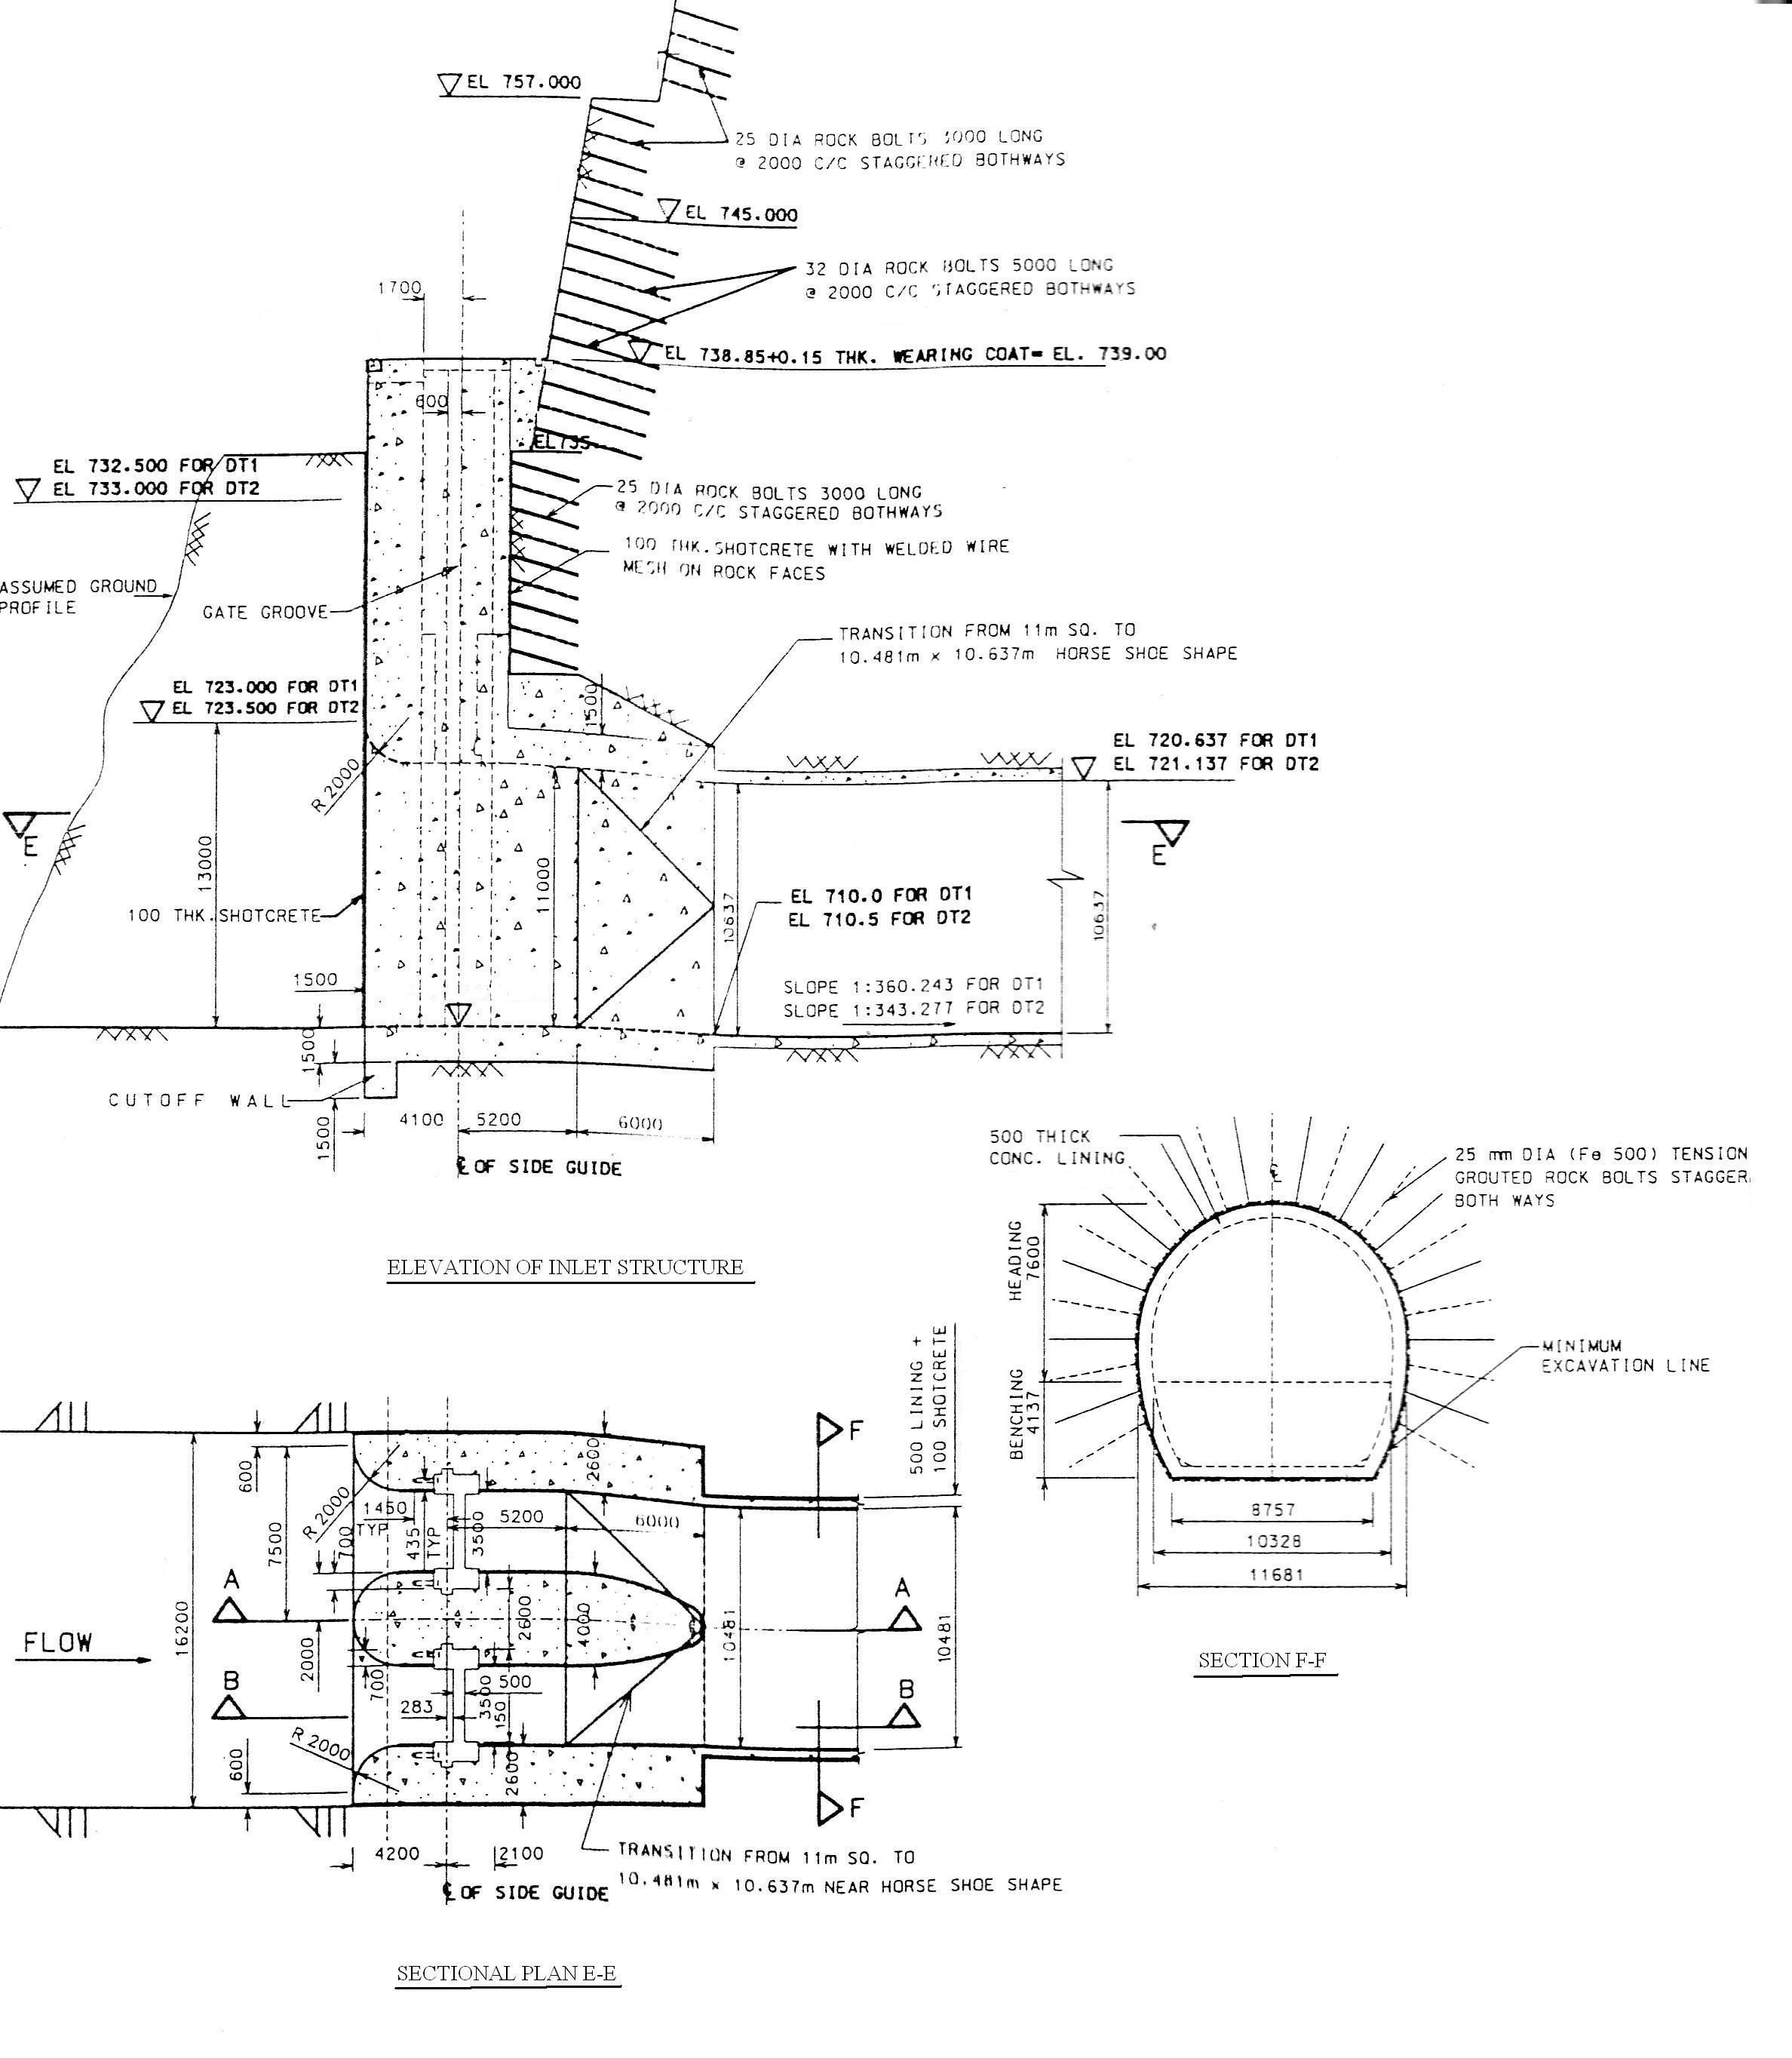 EL 757.000
25 DIA ROCK BOLTS 3000 LONG
@ 2000 C/C STAGGERED BOTHWAYS
EL 745.000
32 DIA ROCK BOLTS 5000 LONG
@ 2000 C/C STAGGERED BOTHWAYS
1700
EL 738.85+0.15 THK. WEARING COAT= EL. 739.00
600
EL735
EL 732.500 FOR DT1
EL 733.000 FOR DT2
25 DIA ROCK BOLTS 3000 LONG
@ 2000 C/C STAGGERED BOTHWAYS
100 THK.SHOTCRETE WITH WELDED WIRE
MESH ON ROCK FACES
ASSUMED GROUND
PROFILE
GATE GROOVE
TRANSITION FROM 11m SQ. TO
10.481m x 10.637m HORSE SHOE SHAPE
EL 723.000 FOR DT1
EL 723.500 FOR DT2
1500
R 2000
EL 720.637 FOR DT1
EL 721.137 FOR DT2
E
E
13000
11000
10637
10637
EL 710.0 FOR DT1
EL 710.5 FOR DT2
100 THK.SHOTCRETE
1500
SLOPE 1:360.243 FOR DT1
SLOPE 1:343.277 FOR DT2
1500
CUTOFF WALL
1500
4100
5200
6000
℄ OF SIDE GUIDE
ELEVATION OF INLET STRUCTURE
500 THICK
CONC. LINING
℄
25 mm DIA (Fe 500) TENSION
GROUTED ROCK BOLTS STAGGER
BOTH WAYS
HEADING
7600
BENCHING
4137
MINIMUM
EXCAVATION LINE
8757
10328
11681
SECTION F-F
500 LINING +
100 SHOTCRETE
F
600
2600
R 2000
1450
TYP
5200
6000
7500
700
435
TYP
3500
A
A
16200
2600
4000
10481
10481
FLOW
2000
700
B
B
500
283
3500
150
R 2000
600
2600
F
4200
2100
℄ OF SIDE GUIDE
TRANSITION FROM 11m SQ. TO
10.481m x 10.637m NEAR HORSE SHOE SHAPE
SECTIONAL PLAN E-E